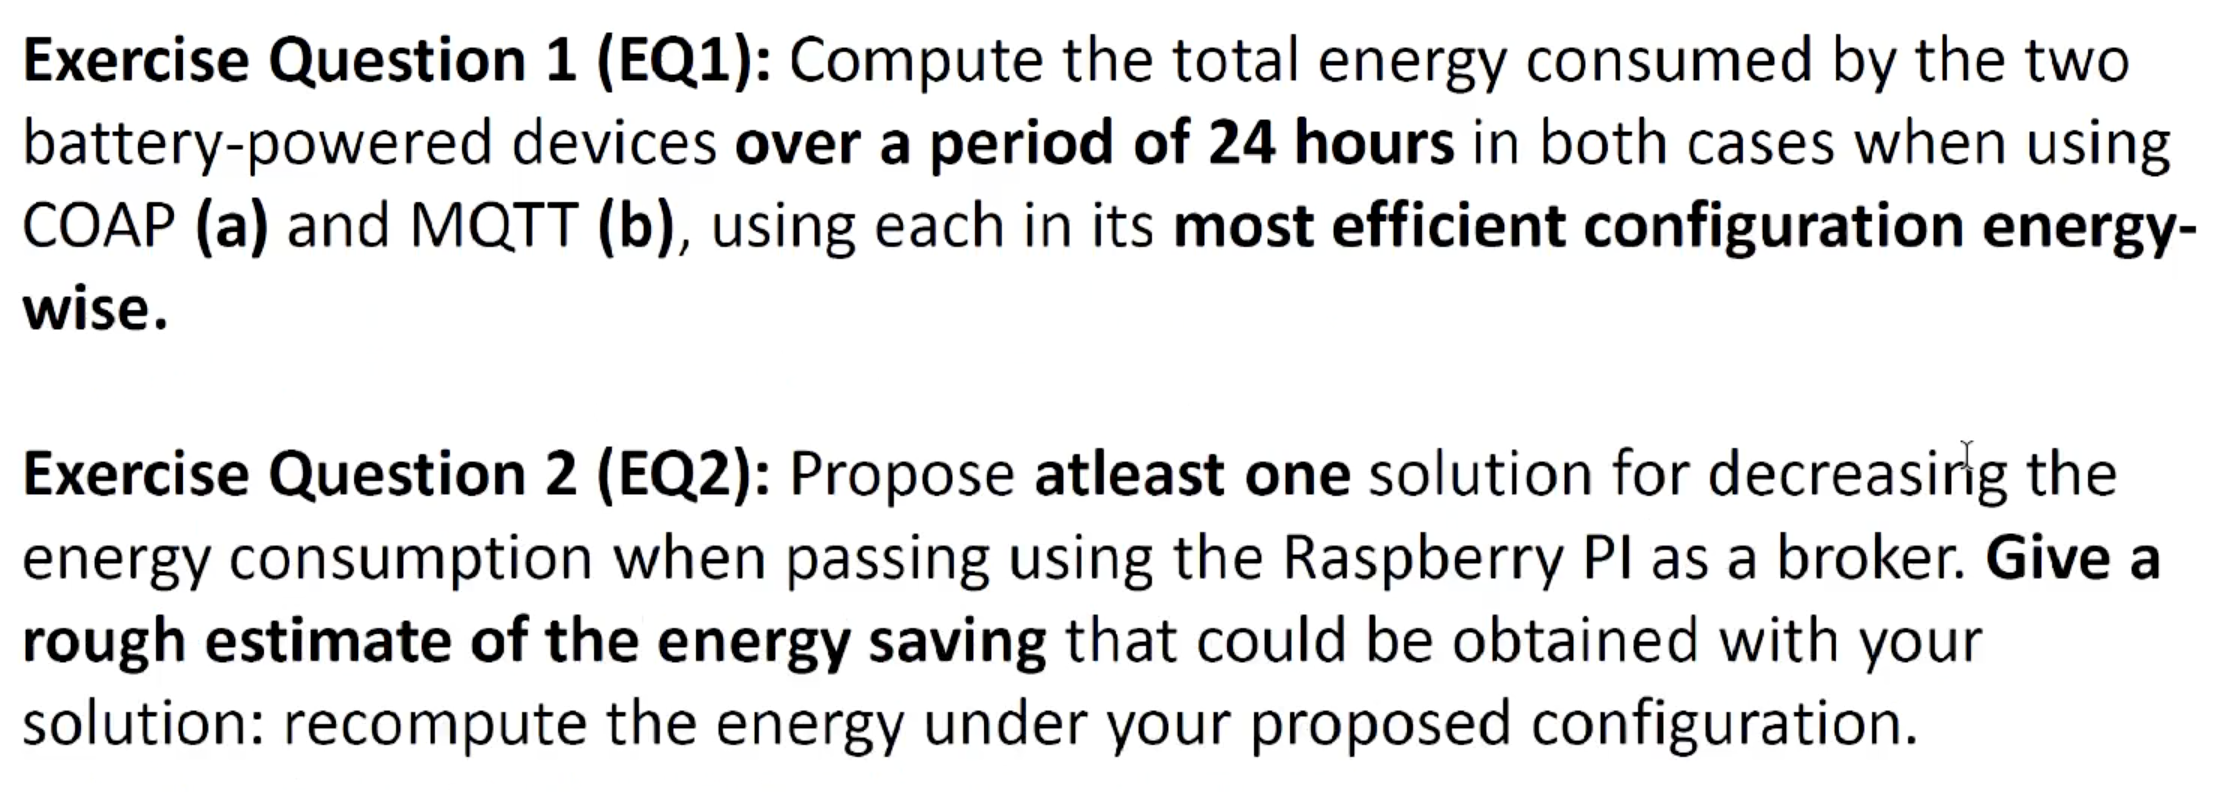 Exercise Question 1 (EQ1): Compute the total energy consumed by the two
battery-powered devices over a period of 24 hours in both cases when using
COAP (a) and MQTT (b), using each in its most efficient configuration energy-
wise.
Exercise Question 2 (EQ2): Propose atleast one solution for decreasing the
energy consumption when passing using the Raspberry PI as a broker. Give a
rough estimate of the energy saving that could be obtained with your
solution: recompute the energy under your proposed configuration.